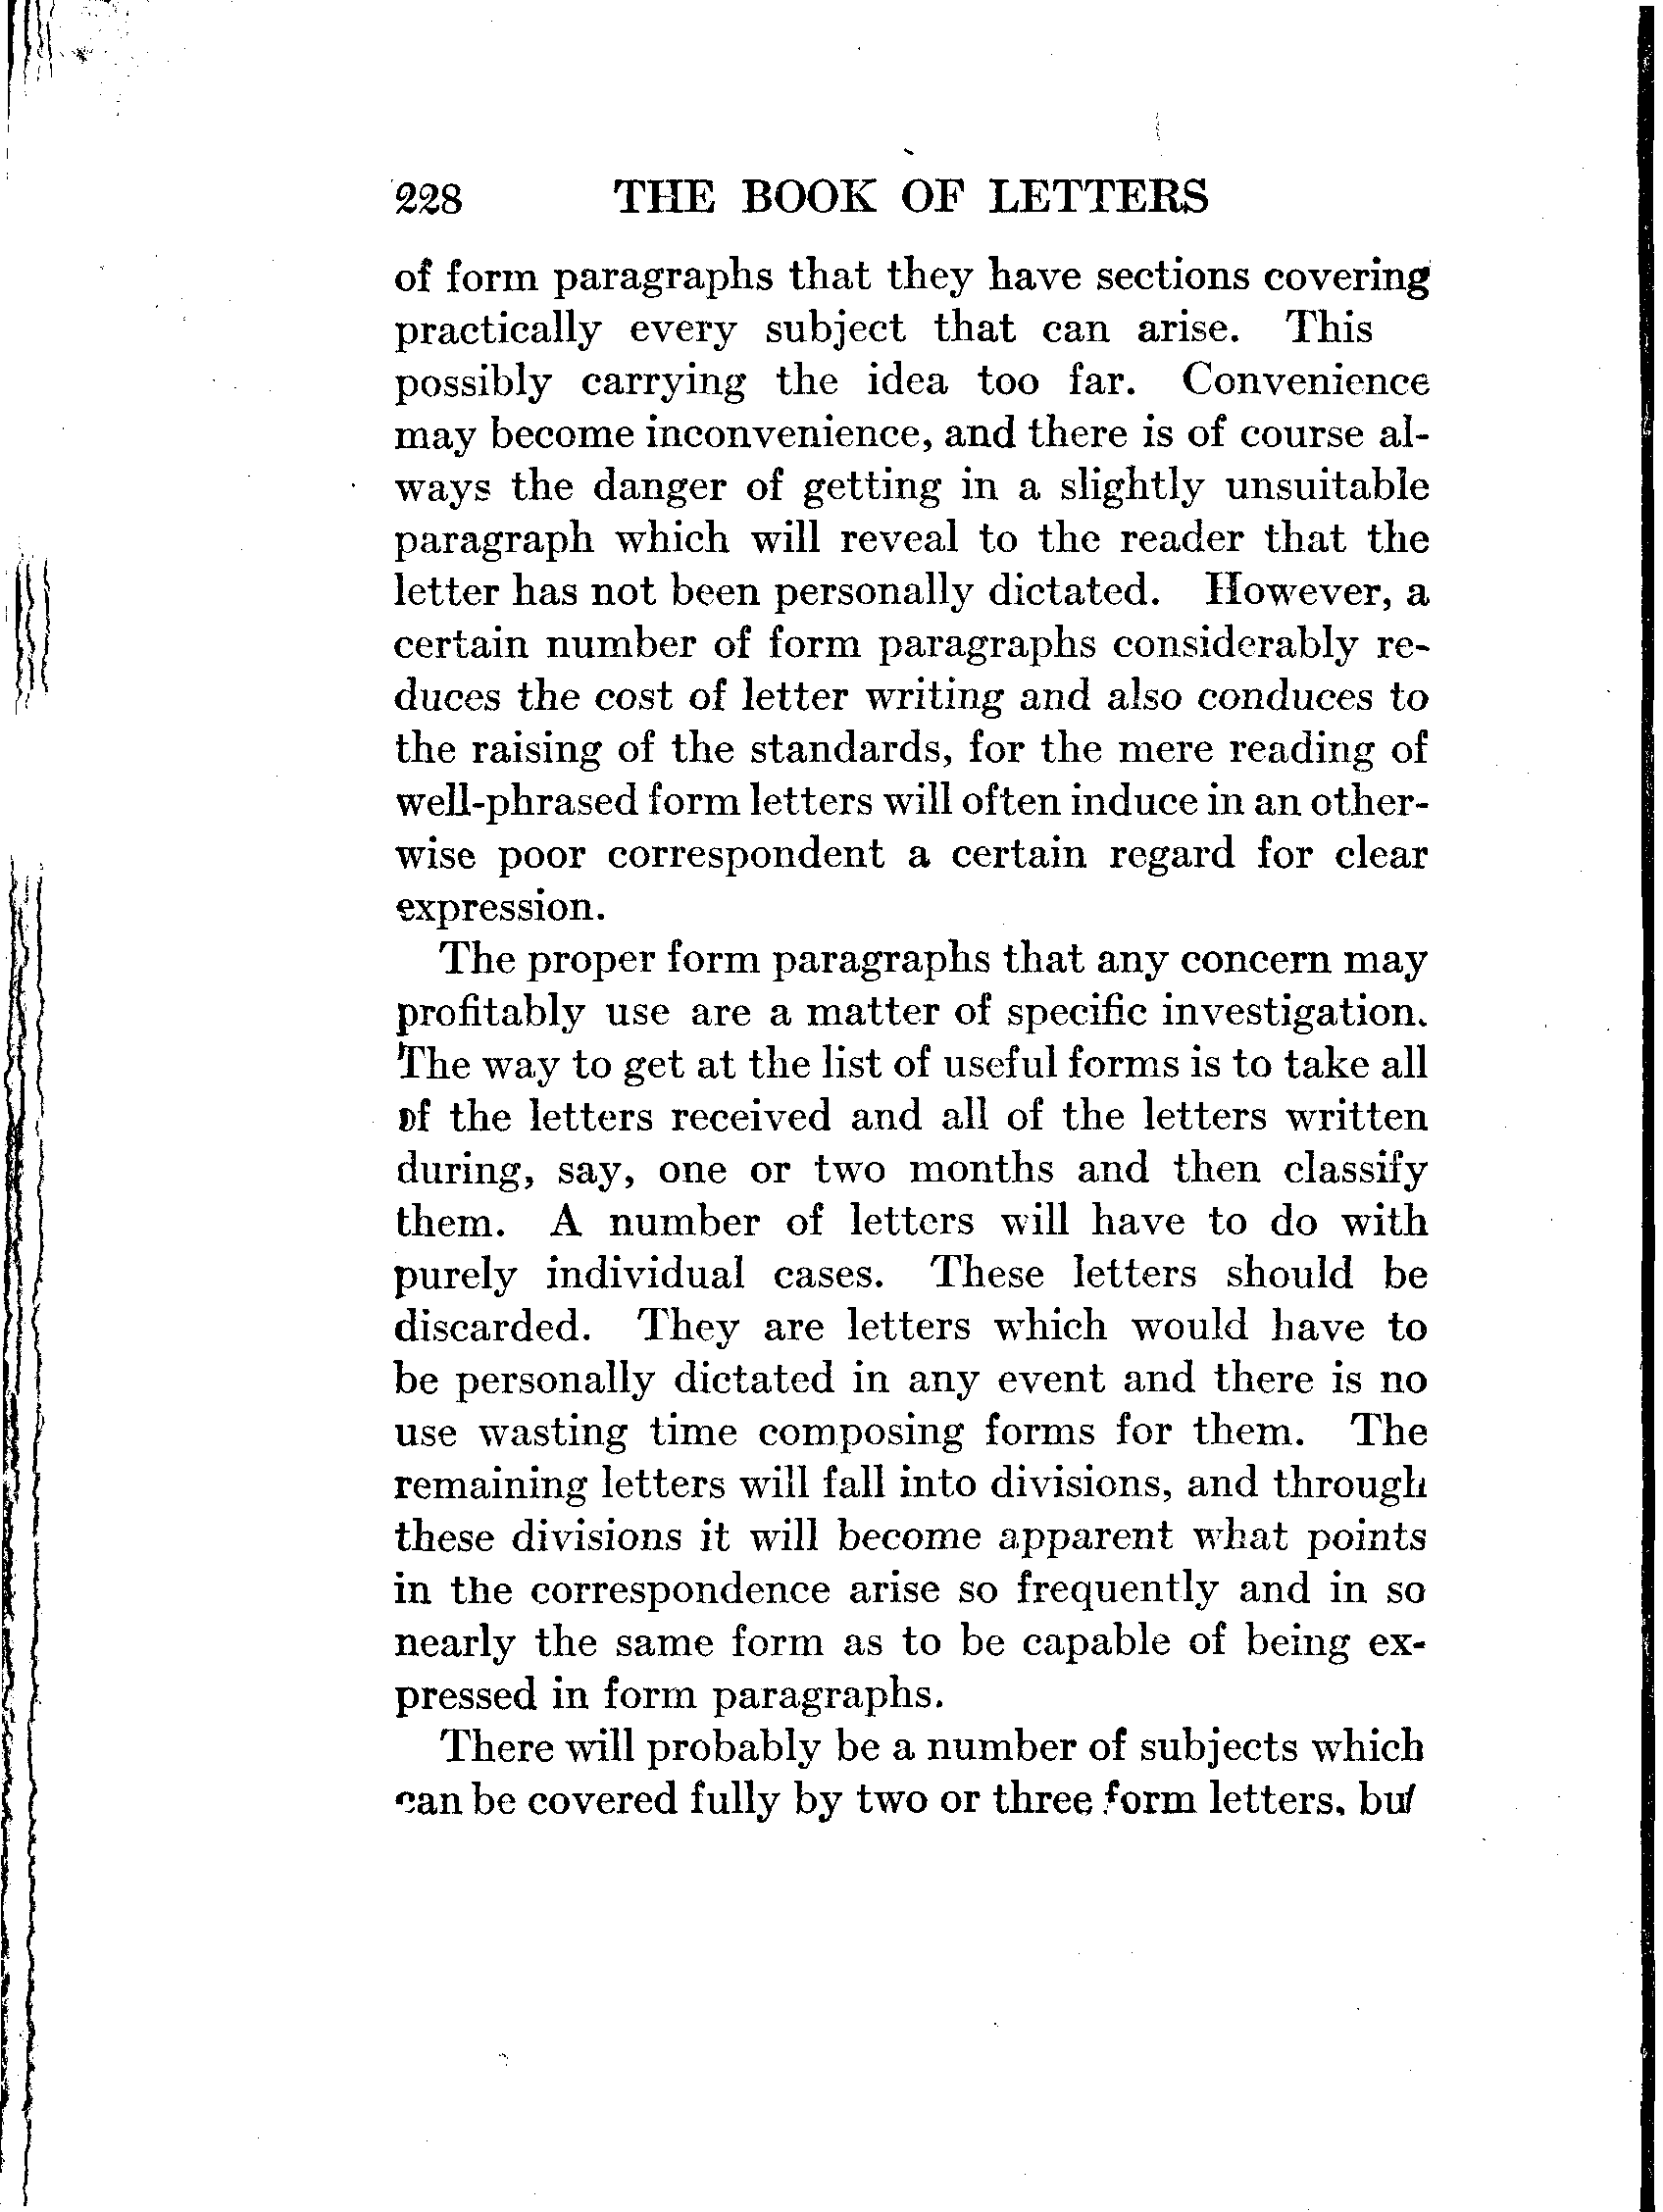 228 THE BOOK OF LETTERS
of form paragraphs that they have sections covering
practically every subject that can arise. This
possibly carrying the idea too far. Convenience
may become inconvenience, and there is of course al-
ways the danger of getting in a slightly unsuitable
paragraph which will reveal to the reader that the
letter has not been personally dictated. However, a
certain number of form paragraphs considerably re-
duces the cost of letter writing and also conduces to
the raising of the standards, for the mere reading of
well-phrased form letters will often induce in an other-
wise poor correspondent a certain regard for clear
expression.
The proper form paragraphs that any concern may
profitably use are a matter of specific investigation.
The way to get at the list of useful forms is to take all
of the letters received and all of the letters written
during, say, one or two months and then classify
them. A number of letters will have to do with
purely individual cases. These letters should be
discarded. They are letters which would have to
be personally dictated in any event and there is no
use wasting time composing forms for them. The
remaining letters will fall into divisions, and through
these divisions it will become apparent what points
in the correspondence arise so frequently and in so
nearly the same form as to be capable of being ex-
pressed in form paragraphs.
There will probably be a number of subjects which
can be covered fully by two or three form letters, but